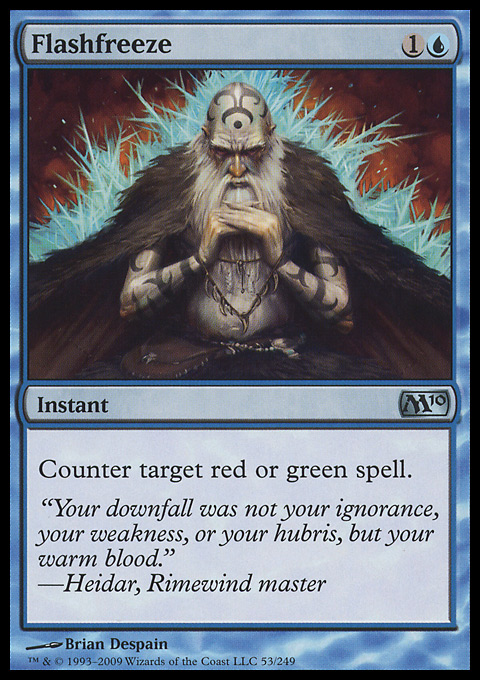 Flashfreeze 1
Instant M10
Counter target red or green spell.
“Your downfall was not your ignorance,
your weakness, or your hubris, but your
warm blood.”
—Heidar, Rimewind master
Brian Despain
™ & © 1993–2009 Wizards of the Coast LLC 53/249